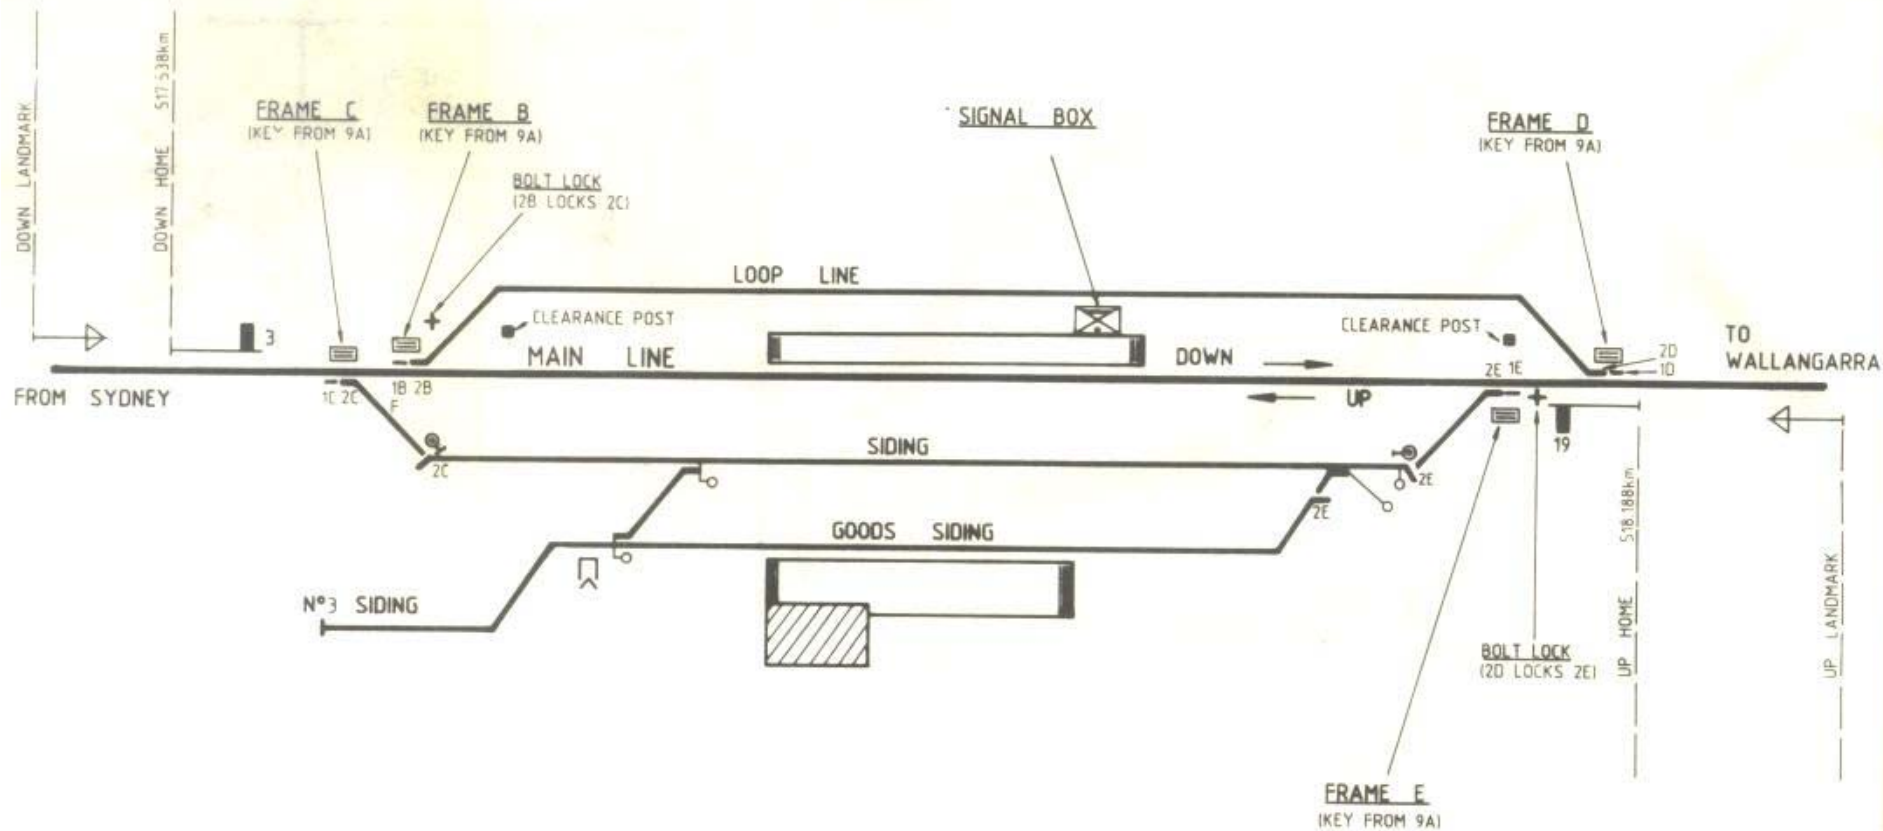 DOWN LANDMARK
DOWN HOME 517.538km
FRAME C
(KEY FROM 9A)
FRAME B
(KEY FROM 9A)
BOLT LOCK
(2B LOCKS 2C)
SIGNAL BOX
FRAME D
(KEY FROM 9A)
LOOP LINE
3
CLEARANCE POST
CLEARANCE POST
MAIN LINE
DOWN
2D
1D
TO
WALLANGARRA
FROM SYDNEY
1C 2C
1B 2B
F
UP
2E 1E
19
2C
SIDING
2E
2E
GOODS SIDING
Nº3 SIDING
BOLT LOCK
(2D LOCKS 2E)
UP HOME 518.188km
UP LANDMARK
FRAME E
(KEY FROM 9A)